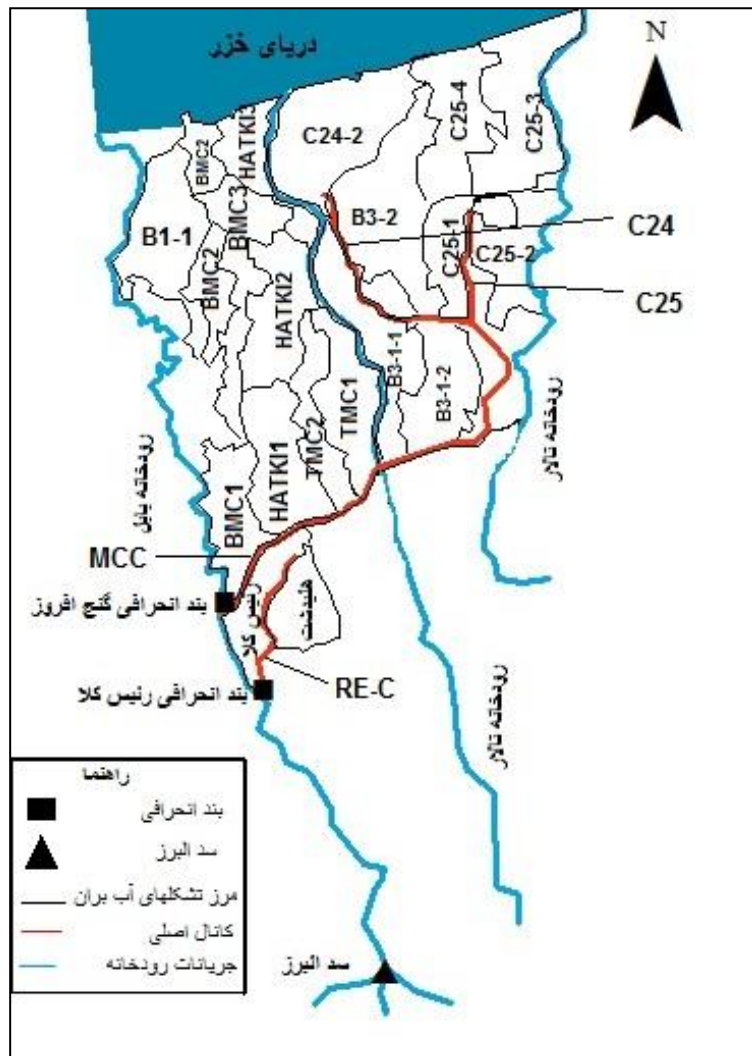 دریای خزر
N
C24-2
C25-4
C25-3
HATKI3
BMC2
B1-1
BMC3
BMC2
HATKI2
B3-2
C25-1
C25-2
C24
C25
B3-1-1
B3-1-2
TMC1
TMC2
HATKI1
BMC1
رودخانه بابل
رودخانه تالار
MCC
بند انحرافی گنج افروز
رئیس کلا
هلیدشت
RE-C
بند انحرافی رئیس کلا
رودخانه تالار
راهنما
بند انحرافی
سد البرز
مرز تشکلهای آب بران
کانال اصلی
جریانات رودخانه
سد البرز